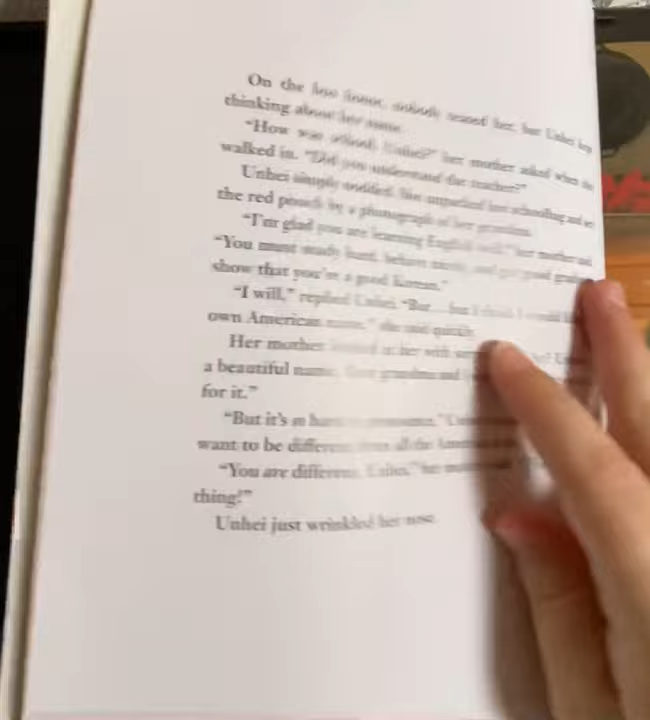 On the bus home, nobody teased her, but Unhei kep
thinking about her name.
"How was school, Unhei?" her mother asked when she
walked in. "Did you understand the teacher?"
Unhei simply nodded. She unpacked her schoolbag and set
the red pouch by a photograph of her grandma.
"I'm glad you are learning English well," her mother said
"You must study hard, behave nicely, and get good grades
show that you're a good Korean."
"I will," replied Unhei. "But... but I think I would like
own American name," she said quickly.
Her mother looked at her with
a beautiful name. Your grandma and
for it."
"But it's so hard to pronounce,"
want to be different from all the American
"You are different, Unhei," her mother said.
thing!"
Unhei just wrinkled her nose.